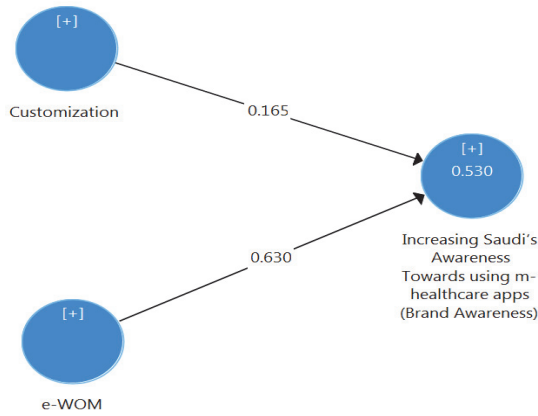 [+]
Customization
0.165
[+]
0.530
Increasing Saudi's
Awareness
Towards using m-
healthcare apps
(Brand Awareness)
0.630
[+]
e-WOM